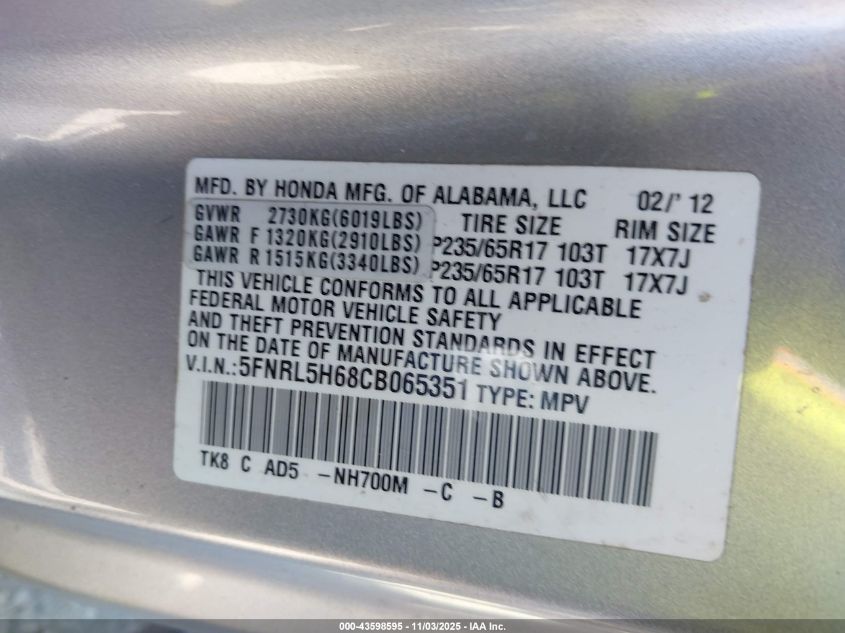 MFD. BY HONDA MFG. OF ALABAMA, LLC 02/' 12
GVWR 2730KG(6019LBS) TIRE SIZE RIM SIZE
GAWR F 1320KG(2910LBS) P235/65R17 103T 17X7J
GAWR R 1515KG(3340LBS) P235/65R17 103T 17X7J
THIS VEHICLE CONFORMS TO ALL APPLICABLE
FEDERAL MOTOR VEHICLE SAFETY
AND THEFT PREVENTION STANDARDS IN EFFECT
ON THE DATE OF MANUFACTURE SHOWN ABOVE.
V.I.N.:5FNRL5H68CB065351 TYPE: MPV
TK8 C AD5 -NH700M -C -B
000-43598595 - 11/03/2025 - IAA Inc.